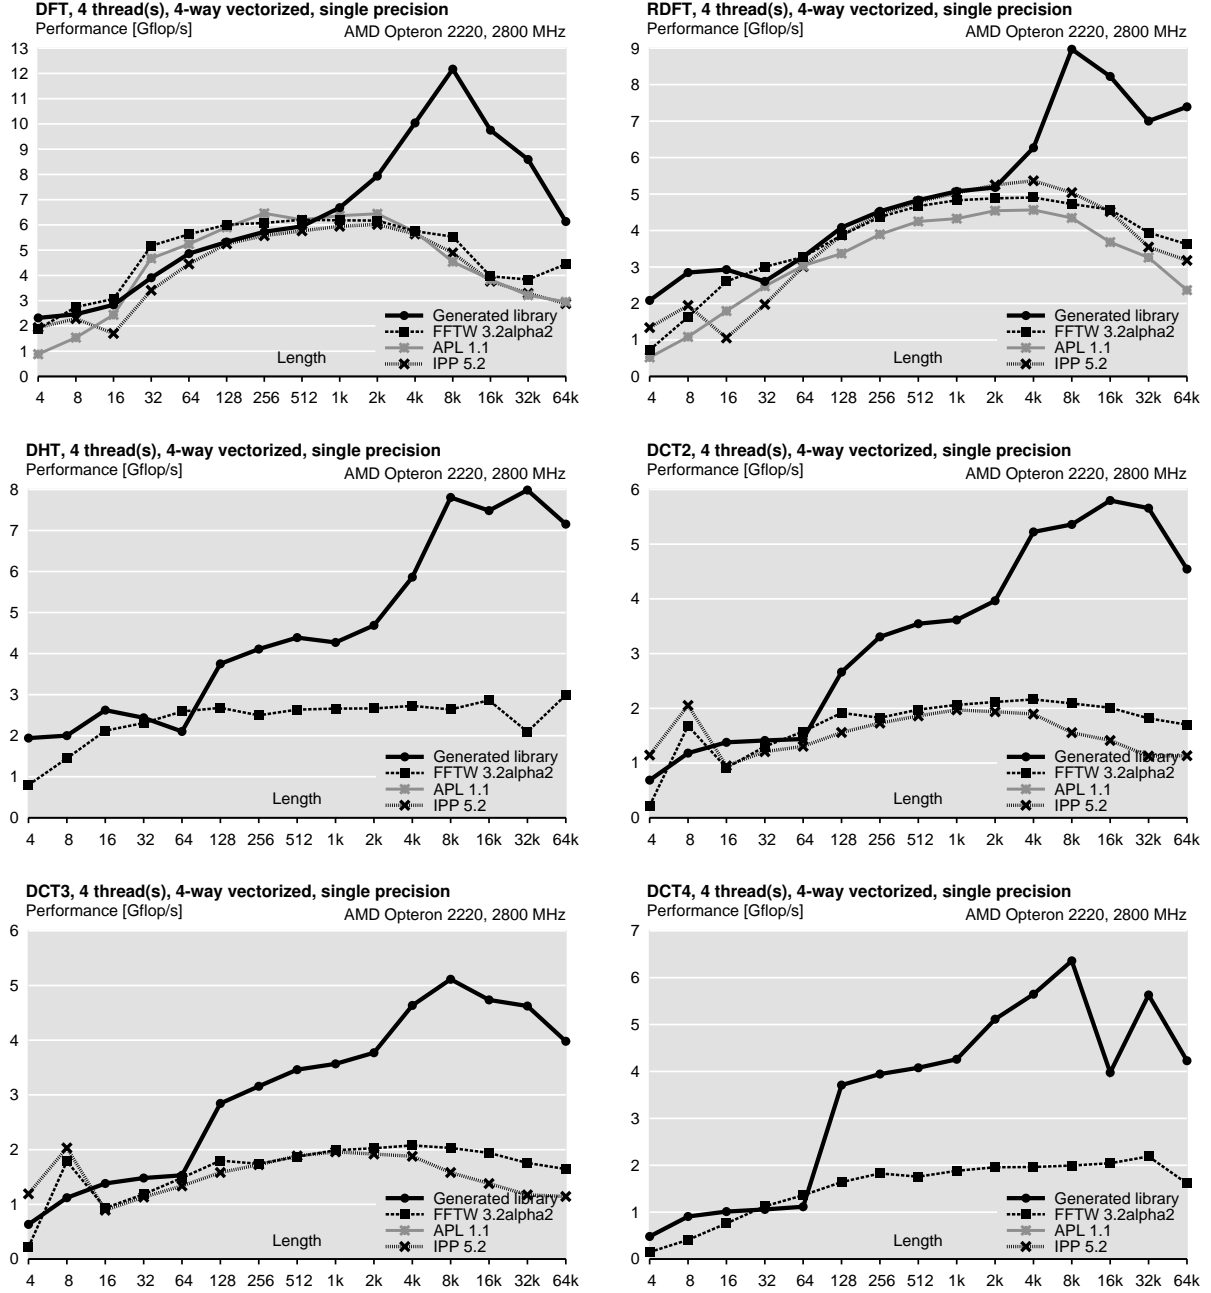 DFT, 4 thread(s), 4-way vectorized, single precision
Performance [Gflop/s]
AMD Opteron 2220, 2800 MHz
13
12
11
10
9
8
7
6
5
4
3
2
1
0
Generated library
FFTW 3.2alpha2
APL 1.1
IPP 5.2
Length
4 8 16 32 64 128 256 512 1k 2k 4k 8k 16k 32k 64k
RDFT, 4 thread(s), 4-way vectorized, single precision
Performance [Gflop/s]
AMD Opteron 2220, 2800 MHz
9
8
7
6
5
4
3
2
1
0
Generated library
FFTW 3.2alpha2
APL 1.1
IPP 5.2
Length
4 8 16 32 64 128 256 512 1k 2k 4k 8k 16k 32k 64k
DHT, 4 thread(s), 4-way vectorized, single precision
Performance [Gflop/s]
AMD Opteron 2220, 2800 MHz
8
7
6
5
4
3
2
1
0
Generated library
FFTW 3.2alpha2
APL 1.1
IPP 5.2
Length
4 8 16 32 64 128 256 512 1k 2k 4k 8k 16k 32k 64k
DCT2, 4 thread(s), 4-way vectorized, single precision
Performance [Gflop/s]
AMD Opteron 2220, 2800 MHz
6
5
4
3
2
1
0
Generated library
FFTW 3.2alpha2
APL 1.1
IPP 5.2
Length
4 8 16 32 64 128 256 512 1k 2k 4k 8k 16k 32k 64k
DCT3, 4 thread(s), 4-way vectorized, single precision
Performance [Gflop/s]
AMD Opteron 2220, 2800 MHz
6
5
4
3
2
1
0
Generated library
FFTW 3.2alpha2
APL 1.1
IPP 5.2
Length
4 8 16 32 64 128 256 512 1k 2k 4k 8k 16k 32k 64k
DCT4, 4 thread(s), 4-way vectorized, single precision
Performance [Gflop/s]
AMD Opteron 2220, 2800 MHz
7
6
5
4
3
2
1
0
Generated library
FFTW 3.2alpha2
APL 1.1
IPP 5.2
Length
4 8 16 32 64 128 256 512 1k 2k 4k 8k 16k 32k 64k